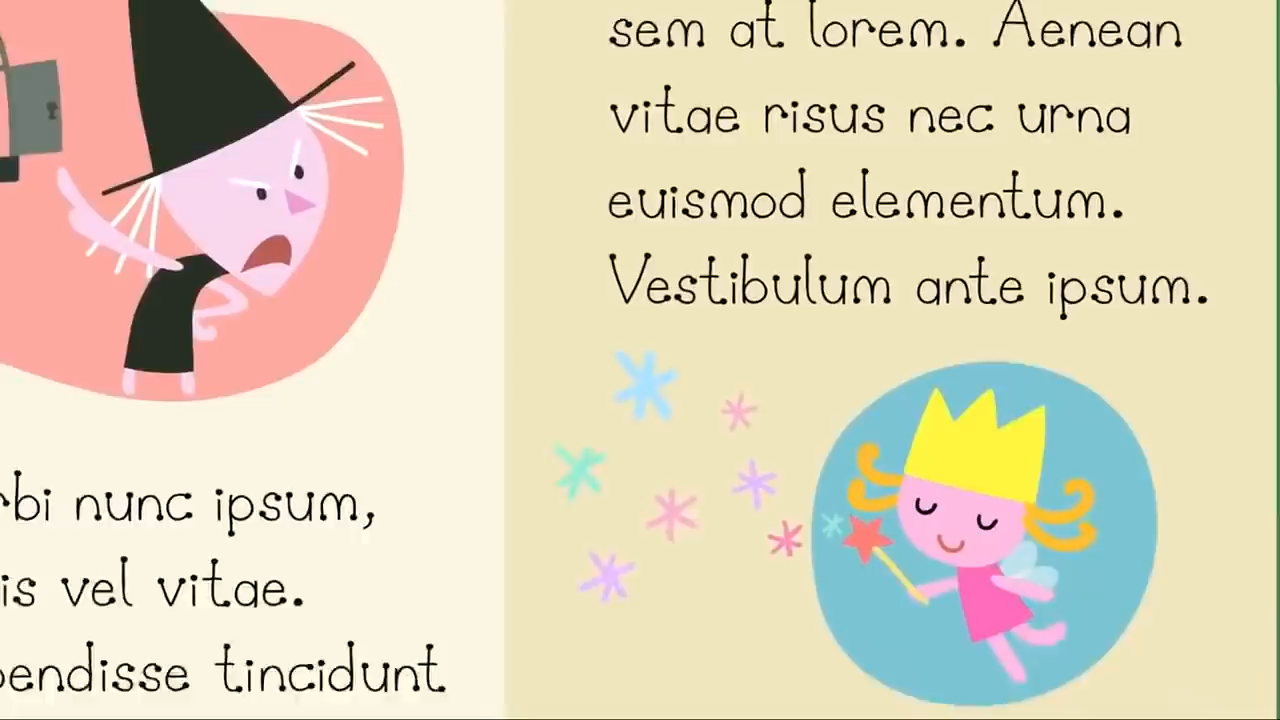 nunc ipsum,
vel vitae.
tincidunt
sem at lorem. Aenean
vitae risus nec urna
euismod elementum.
Vestibulum ante ipsum.